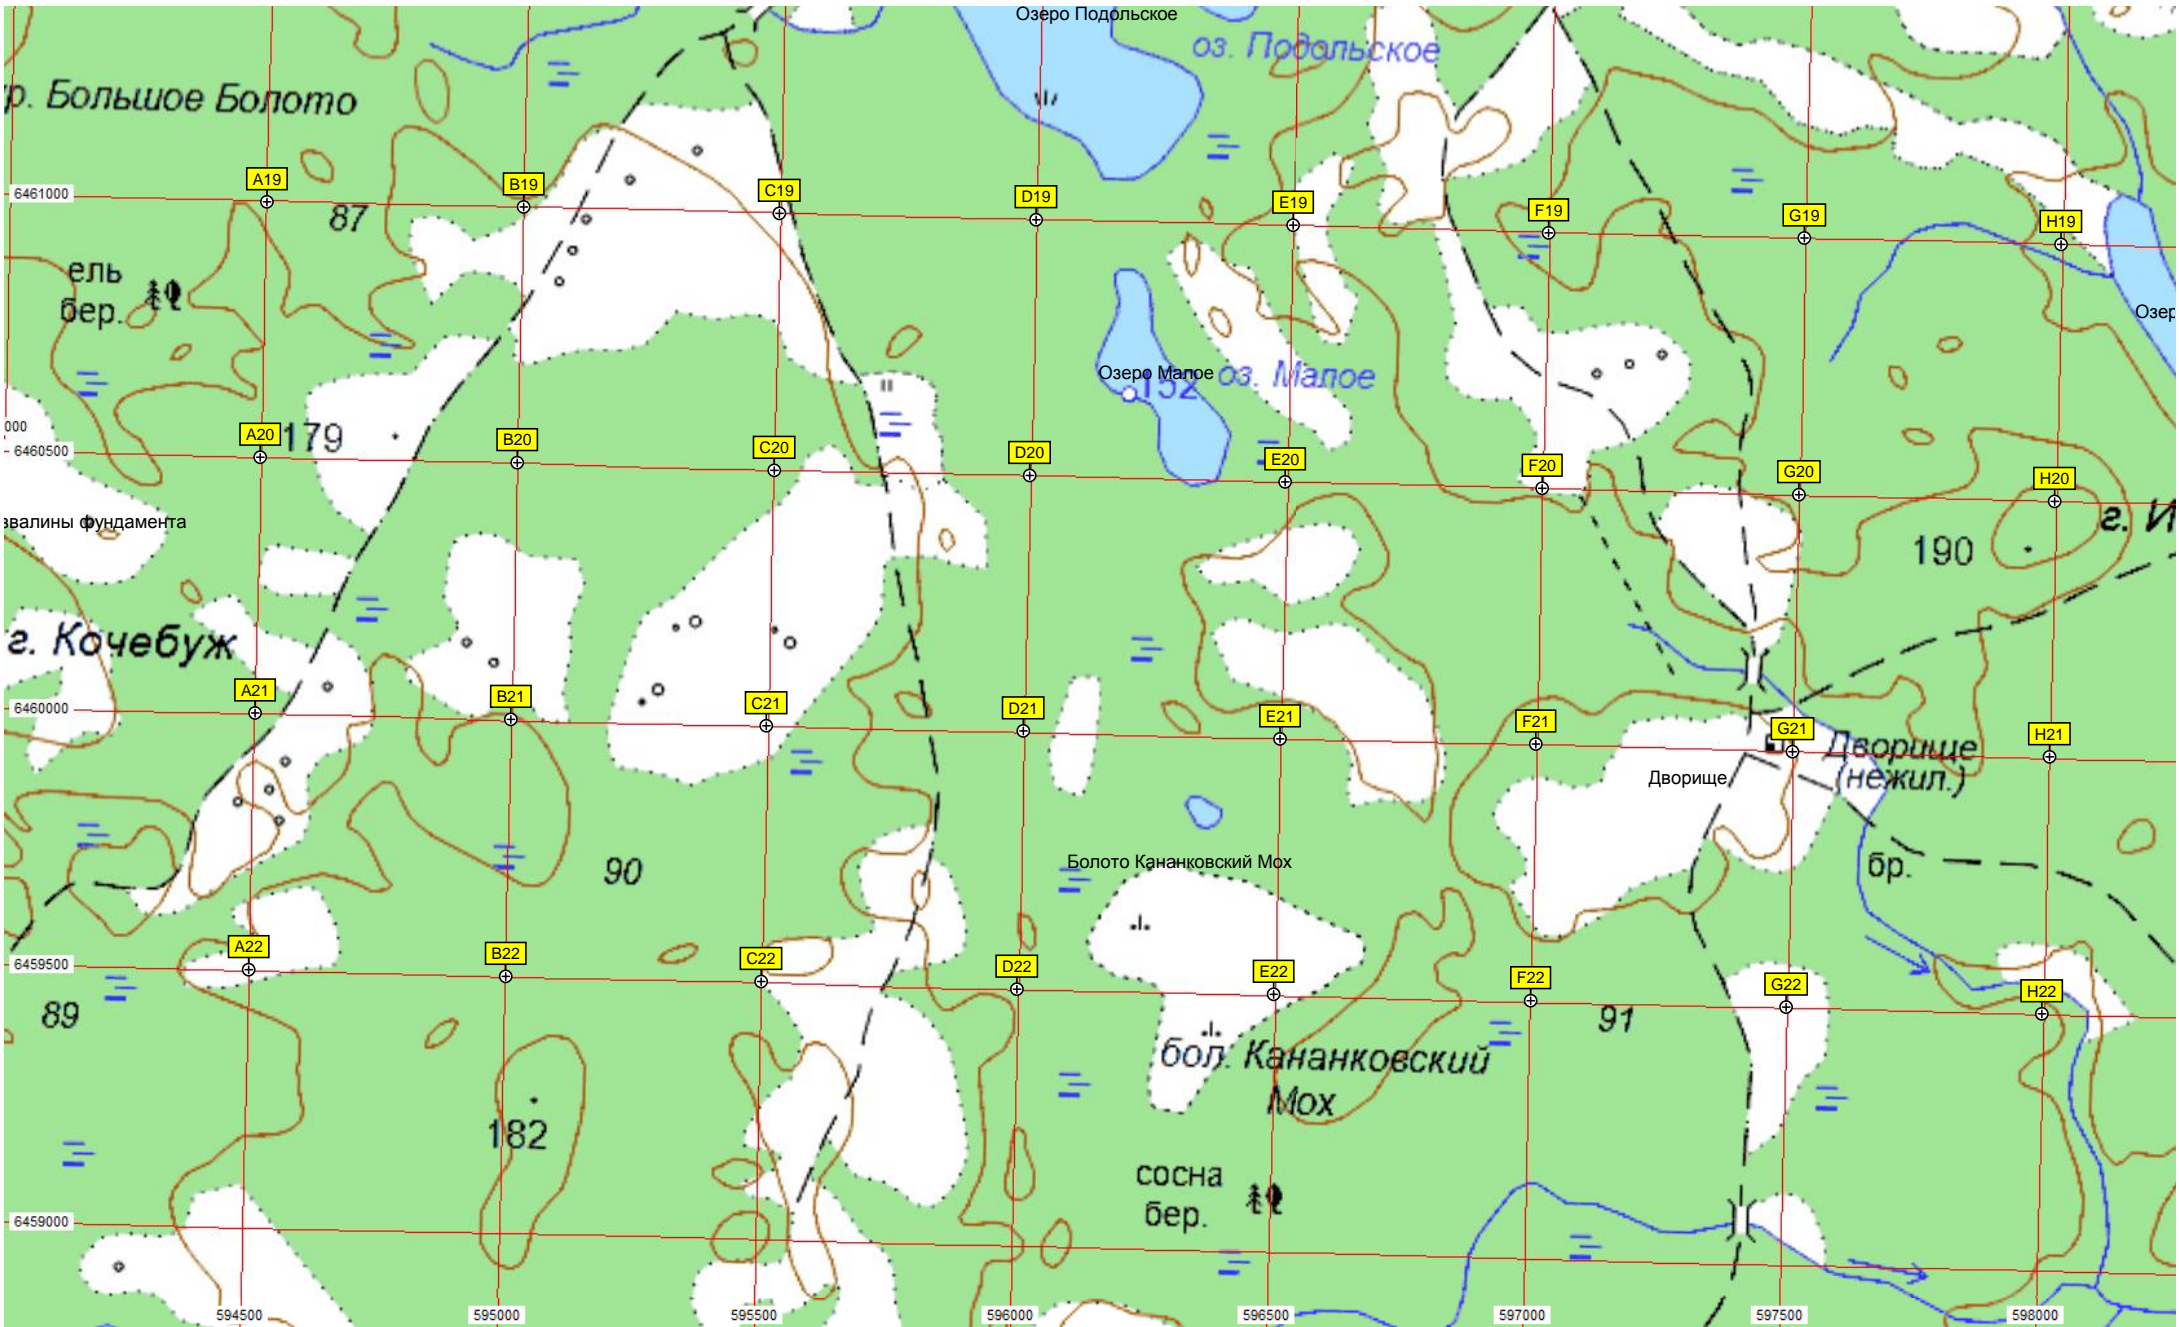 Озеро Подольское
оз. Подольское
р. Большое Болото
A19
B19
C19
D19
E19
F19
G19
H19
6461000
87
ель
бер.
Озеро Малое
152
оз. Малое
Озер
000
A20
179
B20
C20
D20
E20
F20
G20
H20
6460500
звалины фундамента
г. И
190
г. Кочебуж
A21
B21
C21
D21
E21
F21
G21
H21
6460000
Дворище
Дворище
(нежил.)
90
Болото Кананковский Мох
бр.
A22
B22
C22
D22
E22
F22
G22
H22
6459500
89
91
бол. Кананковский
Мох
182
сосна
бер.
6459000
594500
595000
595500
596000
596500
597000
597500
598000